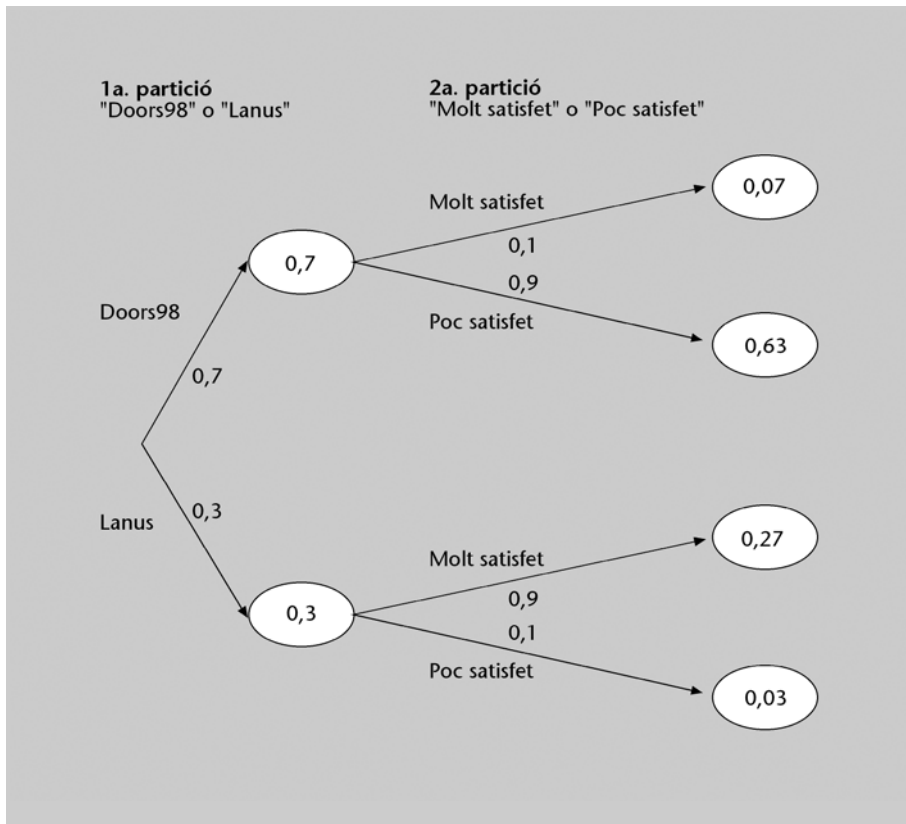 1a. partició
"Doors98" o "Lanus"
2a. partició
"Molt satisfet" o "Poc satisfet"
Molt satisfet
0,07
0,1
0,7
0,9
Doors98
Poc satisfet
0,63
0,7
0,3
Lanus
Molt satisfet
0,27
0,9
0,3
0,1
Poc satisfet
0,03